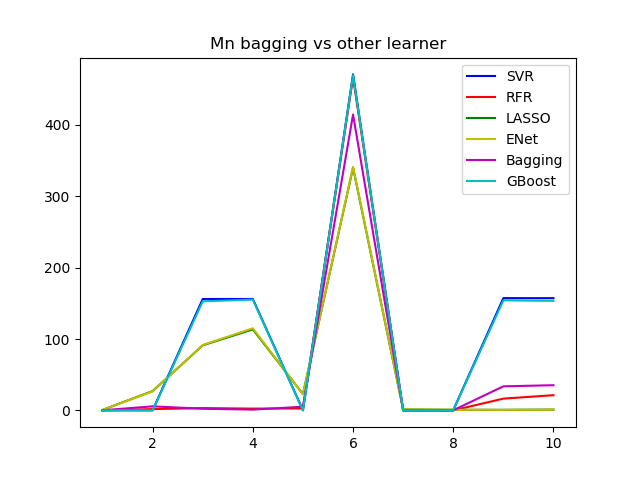 Mn bagging vs other learner
SVR
RFR
LASSO
ENet
Bagging
GBoost
400
300
200
100
0
2 4 6 8 10